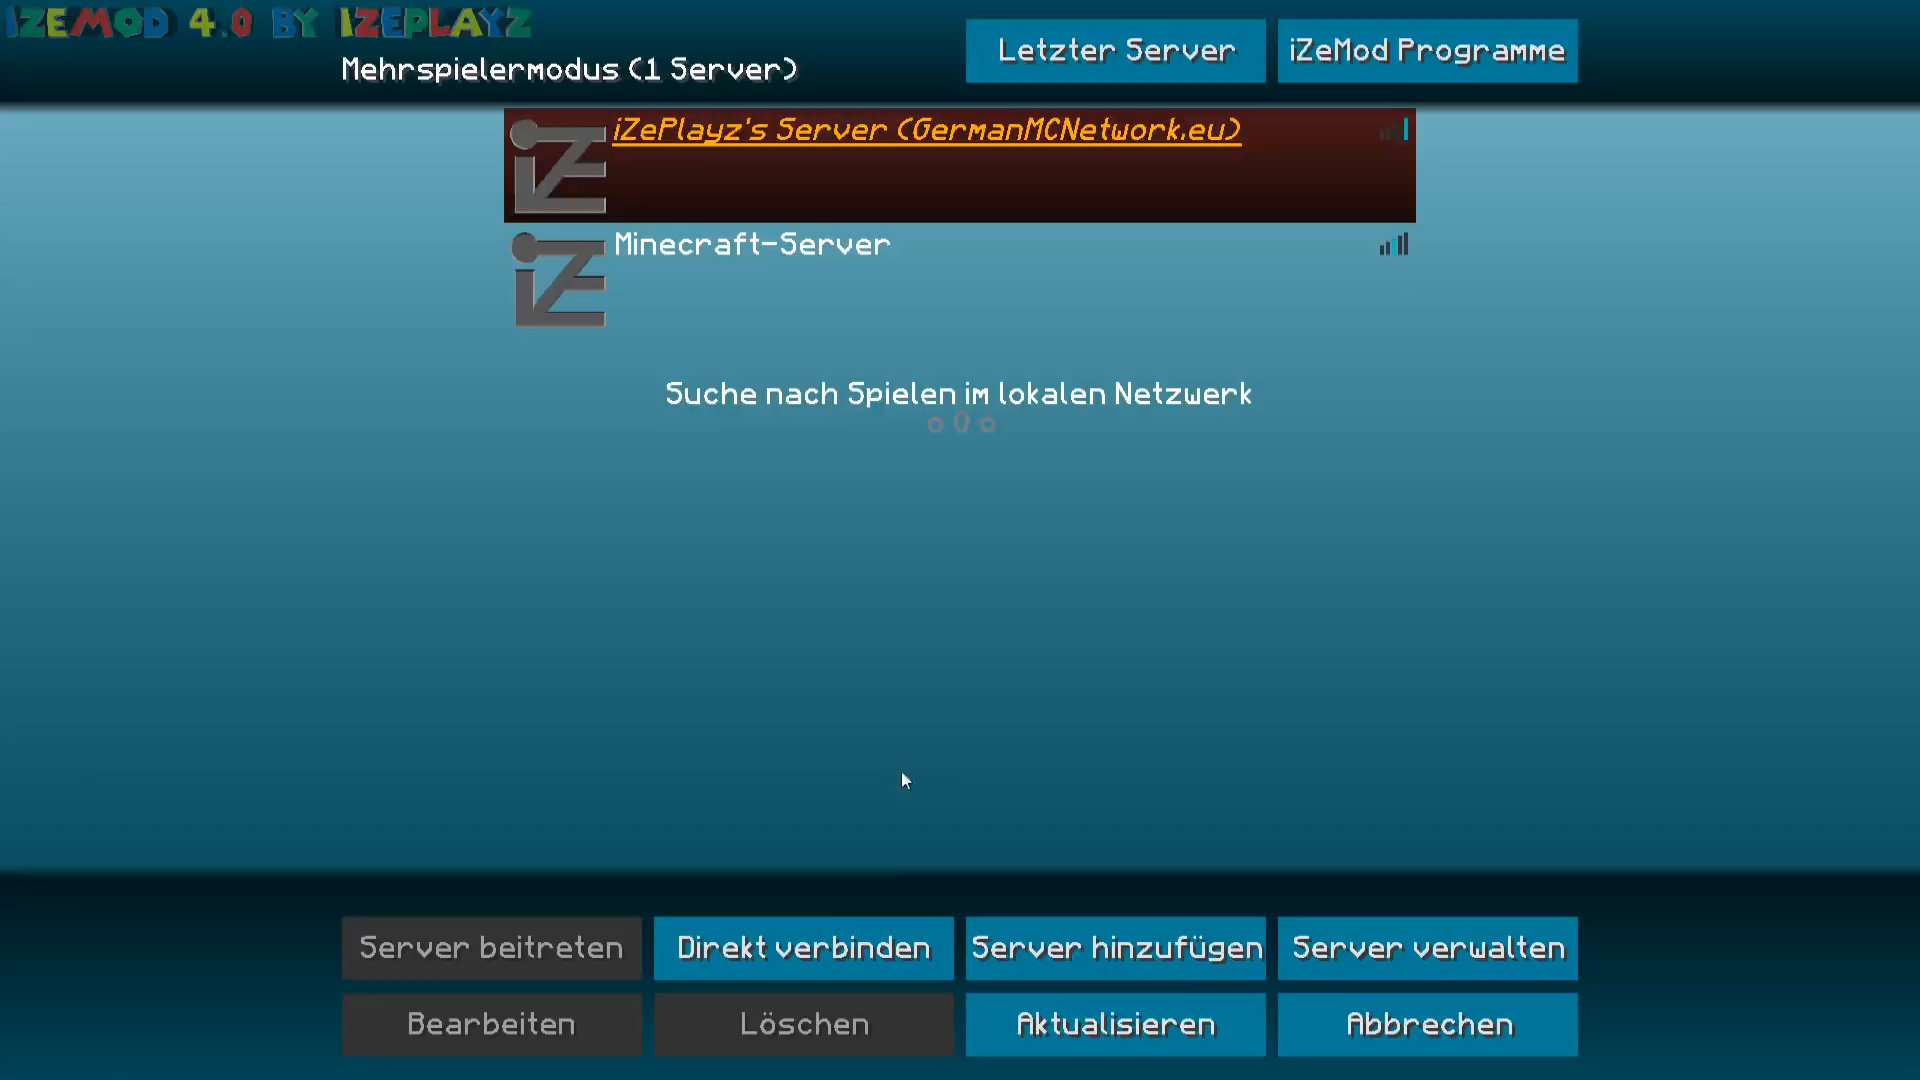 IZEMOD 4.0 BY IZEPLAYZ
Mehrspielermodus (1 Server)
Letzter Server
iZeMod Programme
iZePlayz's Server (GermanMCNetwork.eu)
Minecraft-Server
Suche nach Spielen im lokalen Netzwerk
o O o
Server beitreten
Direkt verbinden
Server hinzufügen
Server verwalten
Bearbeiten
Löschen
Aktualisieren
Abbrechen